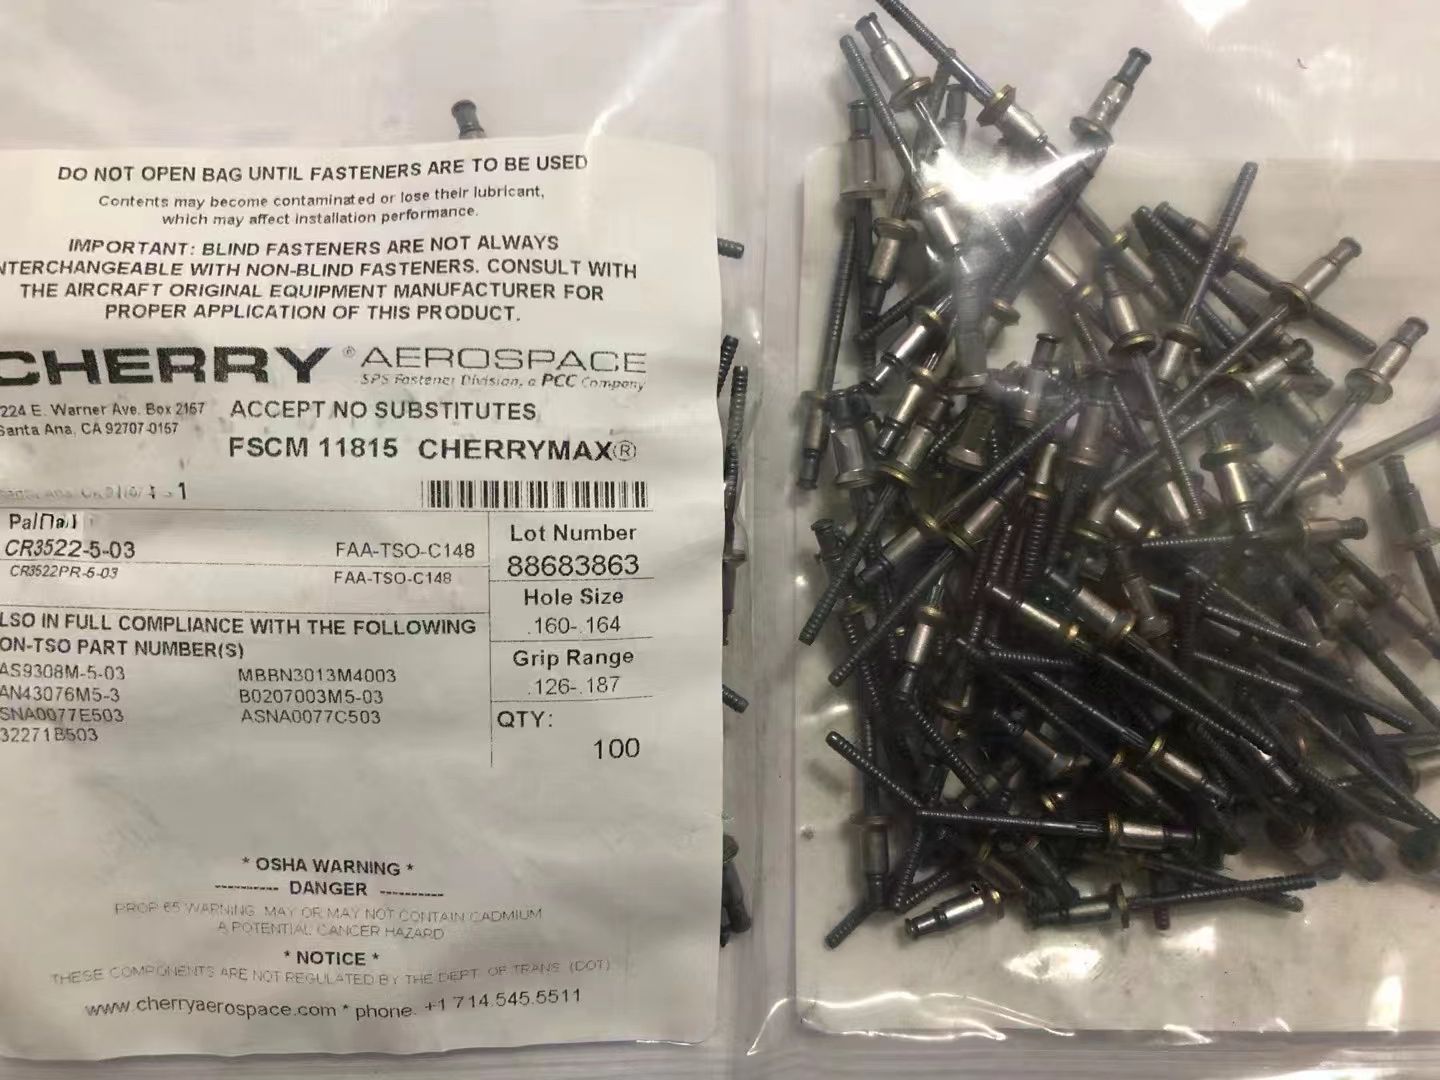 DO NOT OPEN BAG UNTIL FASTENERS ARE TO BE USED
Contents may become contaminated or lose their lubricant,
which may affect installation performance.
IMPORTANT: BLIND FASTENERS ARE NOT ALWAYS
NTERCHANGEABLE WITH NON-BLIND FASTENERS. CONSULT WITH
THE AIRCRAFT ORIGINAL EQUIPMENT MANUFACTURER FOR
PROPER APPLICATION OF THIS PRODUCT.
CHERRY ® AEROSPACE
SPS Fastener Division, a PCC Company
224 E. Warner Ave. Box 2157 ACCEPT NO SUBSTITUTES
Santa Ana, CA 92707-0157
FSCM 11815 CHERRYMAX®
1
CR3522-5-03 FAA-TSO-C148
CR3522PR-5-03 FAA-TSO-C148
Lot Number
88683863
Hole Size
.160-.164
Grip Range
.126-.187
QTY:
100
LSO IN FULL COMPLIANCE WITH THE FOLLOWING
ON-TSO PART NUMBER(S)
AS9308M-5-03 MBBN3013M4003
AN43076M5-3 B0207003M5-03
SNA0077E503 ASNA0077C503
32271B503
* OSHA WARNING *
---------- DANGER ----------
PROP 65 WARNING MAY OR MAY NOT CONTAIN CADMIUM
A POTENTIAL CANCER HAZARD
* NOTICE *
THESE COMPONENTS ARE NOT REGULATED BY THE DEPT. OF TRANS. (DOT)
www.cherryaerospace.com * phone. +1 714.545.5511